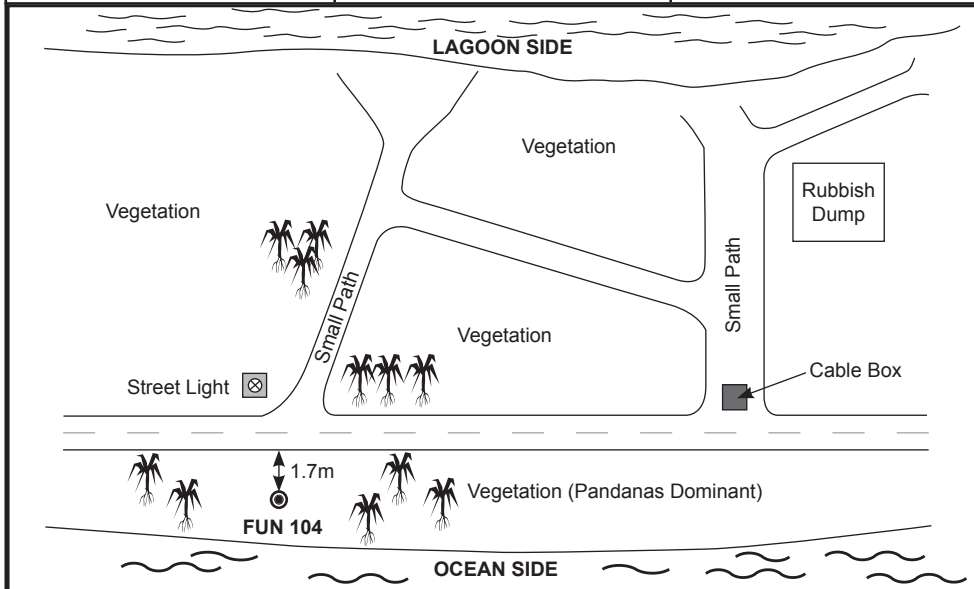 LAGOON SIDE
Vegetation
Vegetation
Rubbish
Dump
Small Path
Small Path
Vegetation
Street Light
Cable Box
1.7m
FUN 104
Vegetation (Pandanas Dominant)
OCEAN SIDE